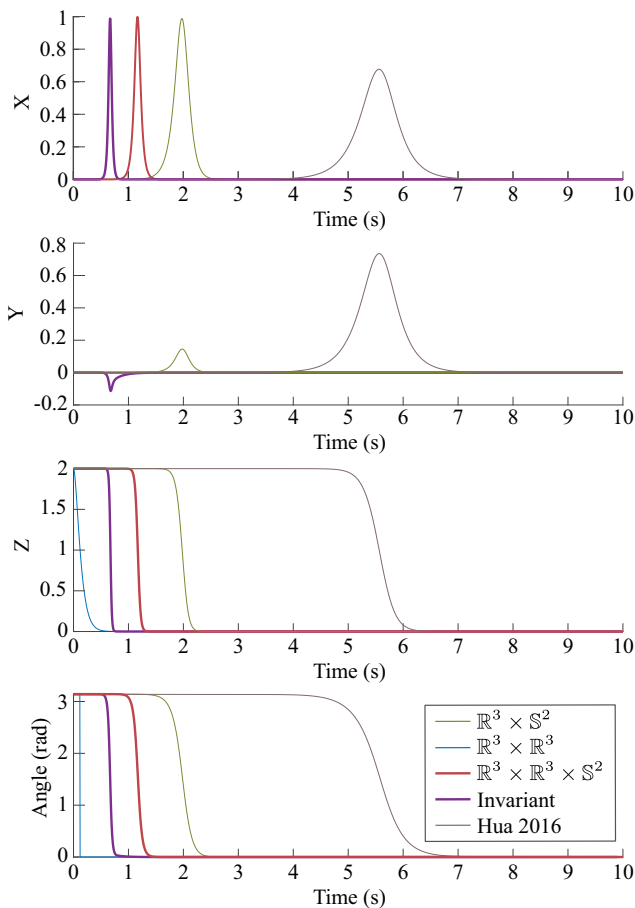 1
0.8
0.6
0.4
0.2
0
X
0 1 2 3 4 5 6 7 8 9 10
Time (s)
0.8
0.6
0.4
0.2
0
-0.2
Y
0 1 2 3 4 5 6 7 8 9 10
Time (s)
2
1.5
1
0.5
0
Z
0 1 2 3 4 5 6 7 8 9 10
Time (s)
3
2
1
0
Angle (rad)
ℝ³ × 𝕊²
ℝ³ × ℝ³
ℝ³ × ℝ³ × 𝕊²
Invariant
Hua 2016
0 1 2 3 4 5 6 7 8 9 10
Time (s)